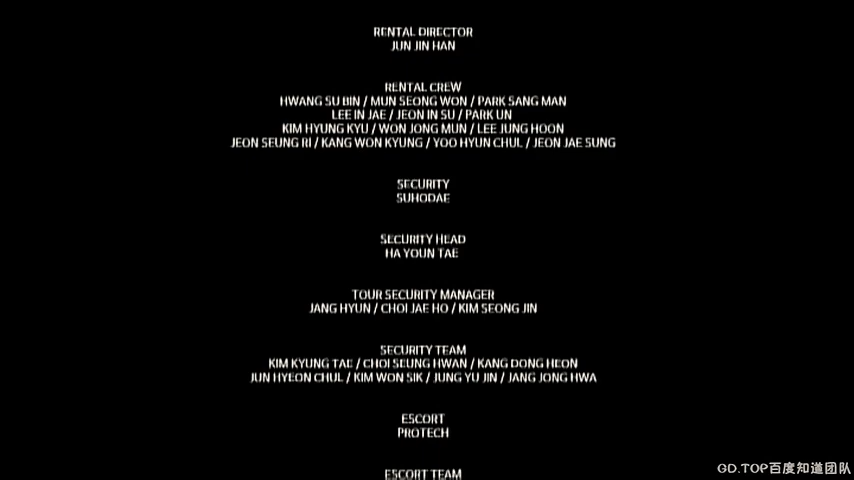 RENTAL DIRECTOR
JUN JIN HAN
RENTAL CREW
HWANG SU BIN / MUN SEONG WON / PARK SANG MAN
LEE IN JAE / JEON IN SU / PARK UN
KIM HYUNG KYU / WON JONG MUN / LEE JUNG HOON
JEON SEUNG RI / KANG WON KYUNG / YOO HYUN CHUL / JEON JAE SUNG
SECURITY
SUHODAE
SECURITY HEAD
HA YOUN TAE
TOUR SECURITY MANAGER
JANG HYUN / CHOI JAE HO / KIM SEONG JIN
SECURITY TEAM
KIM KYUNG TAE / CHOI SEUNG HWAN / KANG DONG HEON
JUN HYEON CHUL / KIM WON SIK / JUNG YU JIN / JANG JONG HWA
ESCORT
PROTECH
ESCORT TEAM
GD.TOP百度知道团队